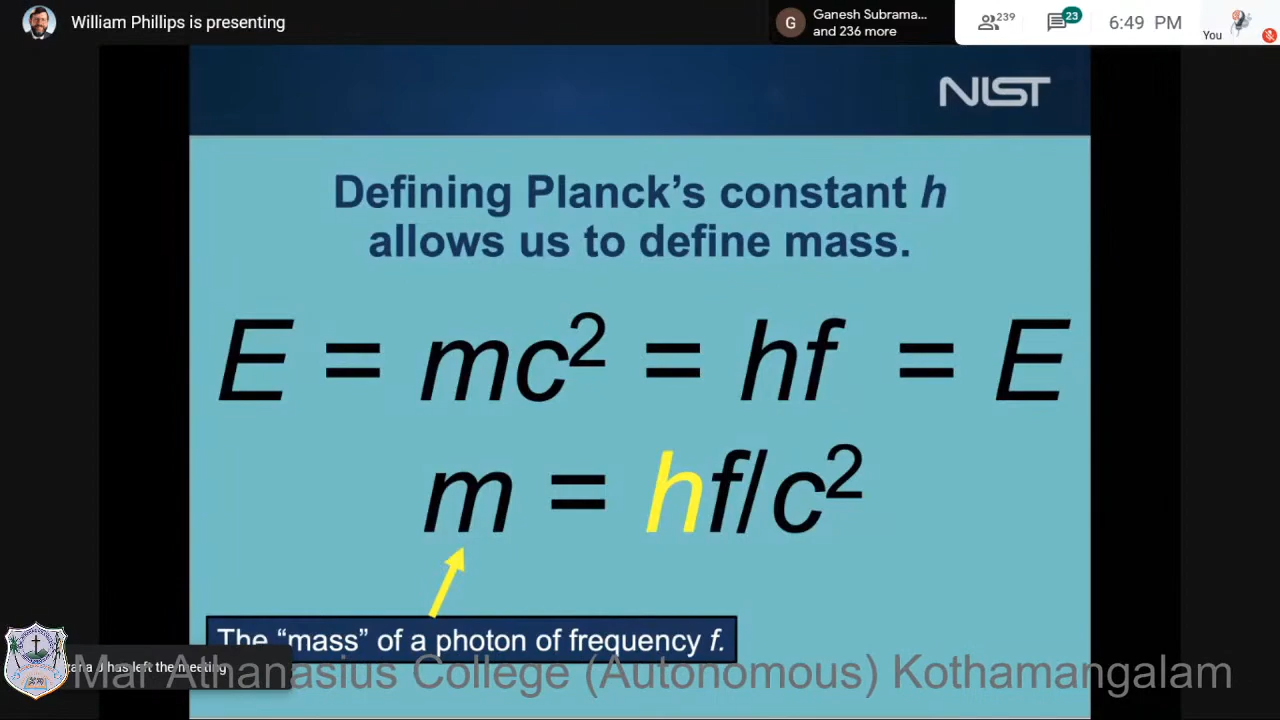 William Phillips is presenting
G
Ganesh Subrama...
and 236 more
239
23
6:49 PM
You
NIST
Defining Planck's constant h
allows us to define mass.
E = mc² = hf = E
m = hf/c²
The "mass" of a photon of frequency f.
has left the meeting
Mar Athanasius College (Autonomous) Kothamangalam